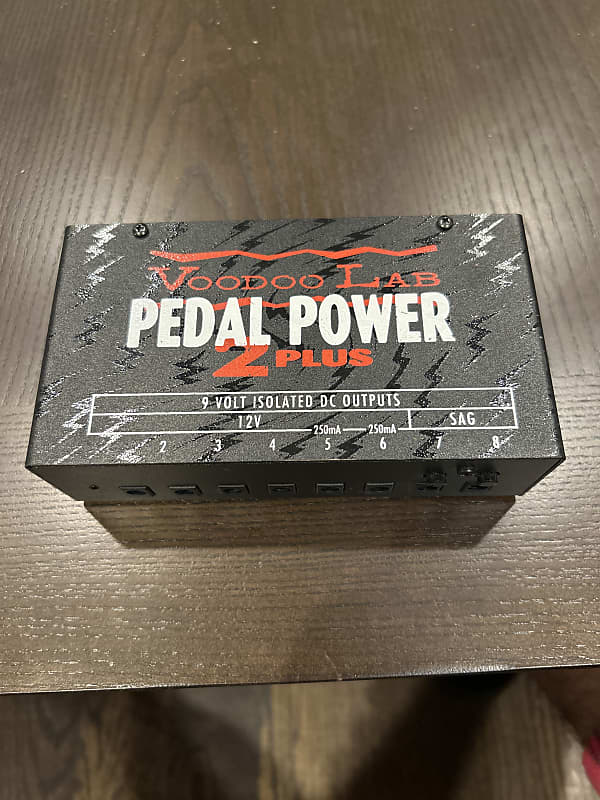 VOODOO LAB
PEDAL POWER
2 PLUS
9 VOLT ISOLATED DC OUTPUTS
12V 250mA 250mA SAG
2 3 4 5 6 7 8